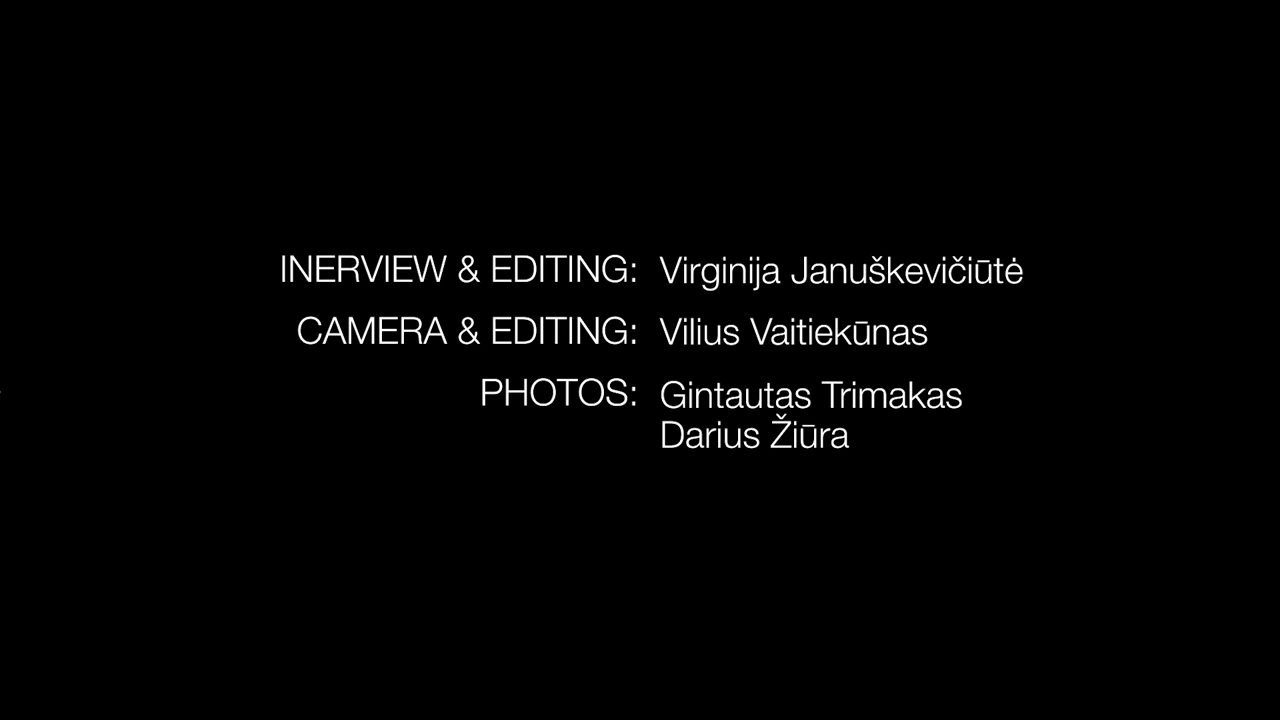 INERVIEW & EDITING: Virginija Januškevičiūtė
CAMERA & EDITING: Vilius Vaitiekūnas
PHOTOS: Gintautas Trimakas
Darius Žiūra